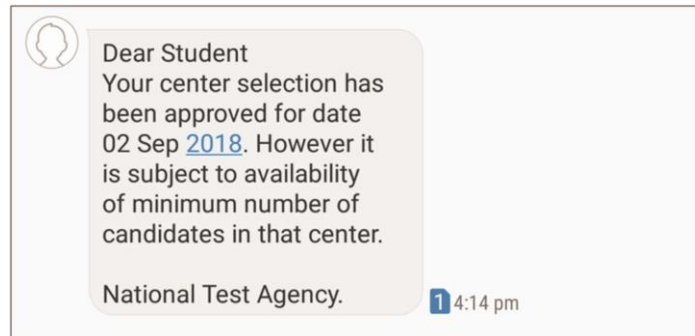 Dear Student
Your center selection has
been approved for date
02 Sep 2018. However it
is subject to availability
of minimum number of
candidates in that center.
National Test Agency.
1 4:14 pm